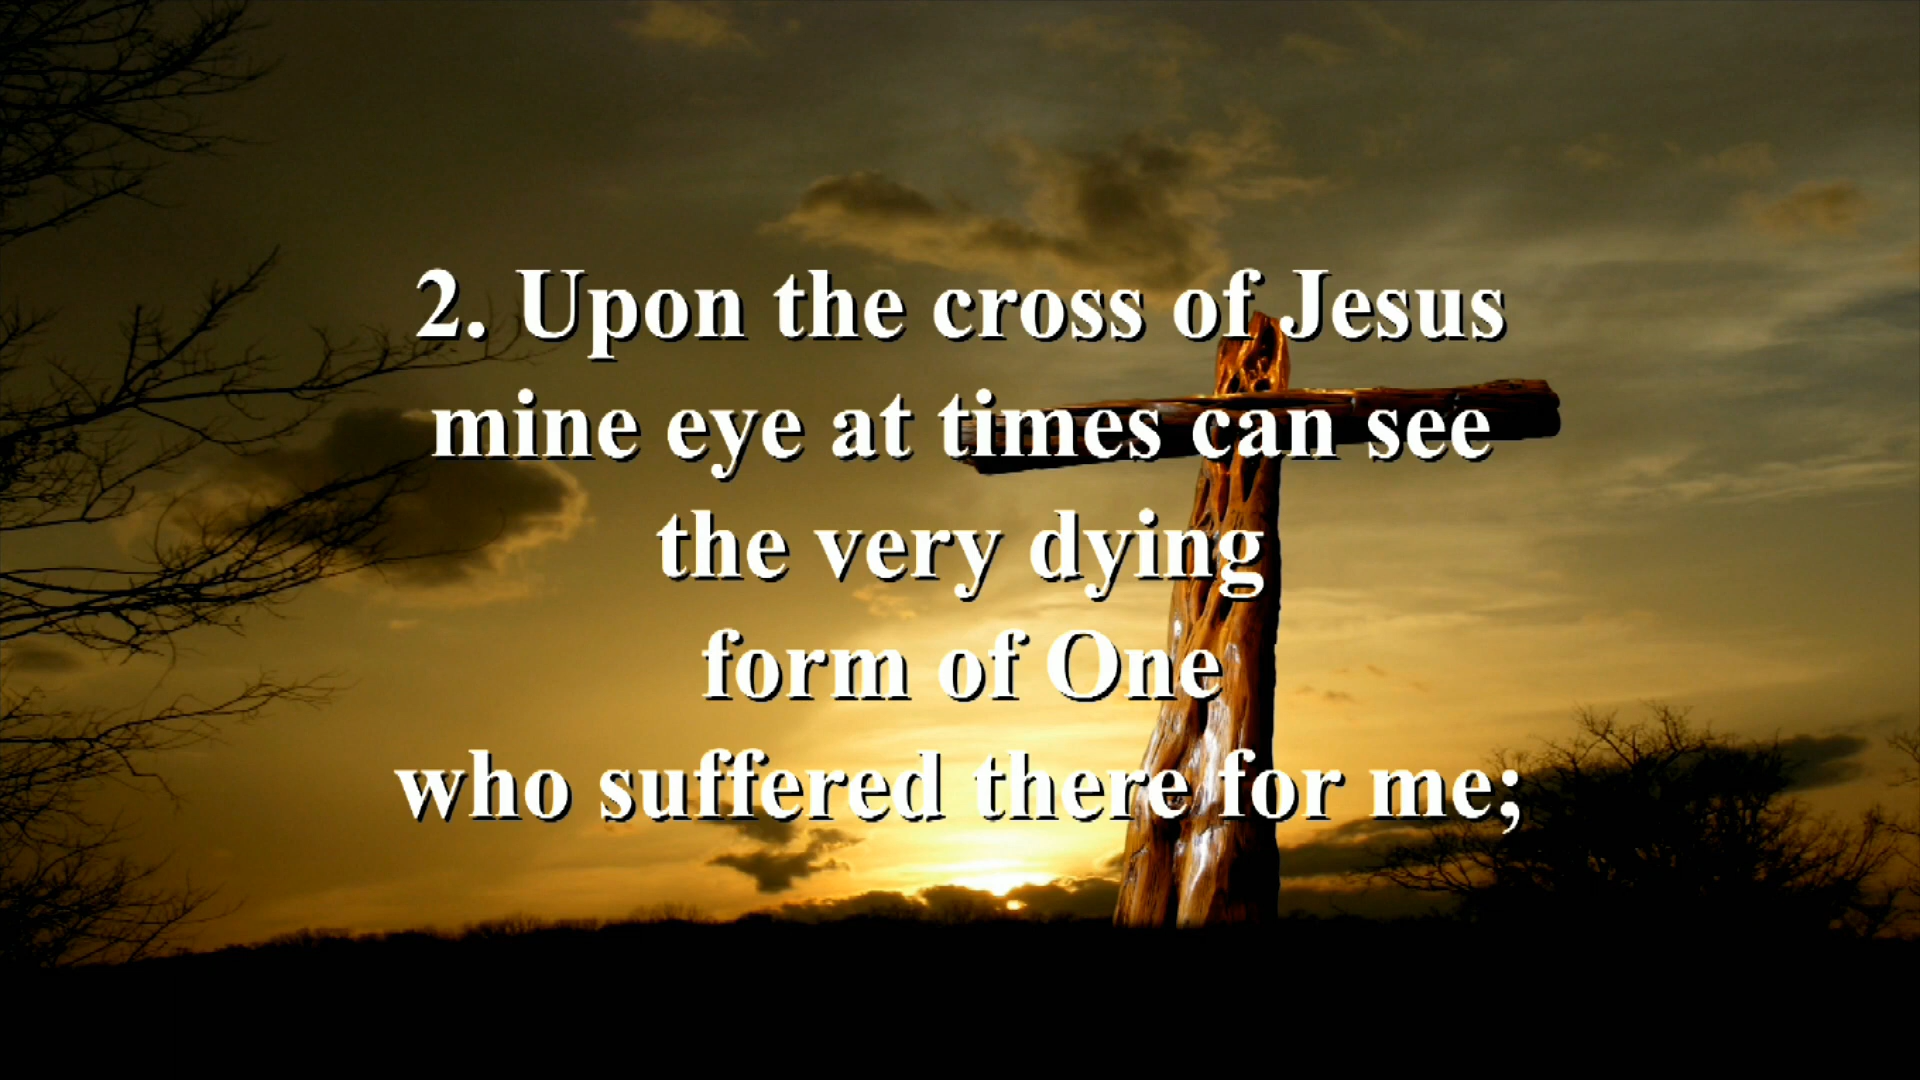 2. Upon the cross of Jesus
mine eye at times can see
the very dying
form of One
who suffered there for me;